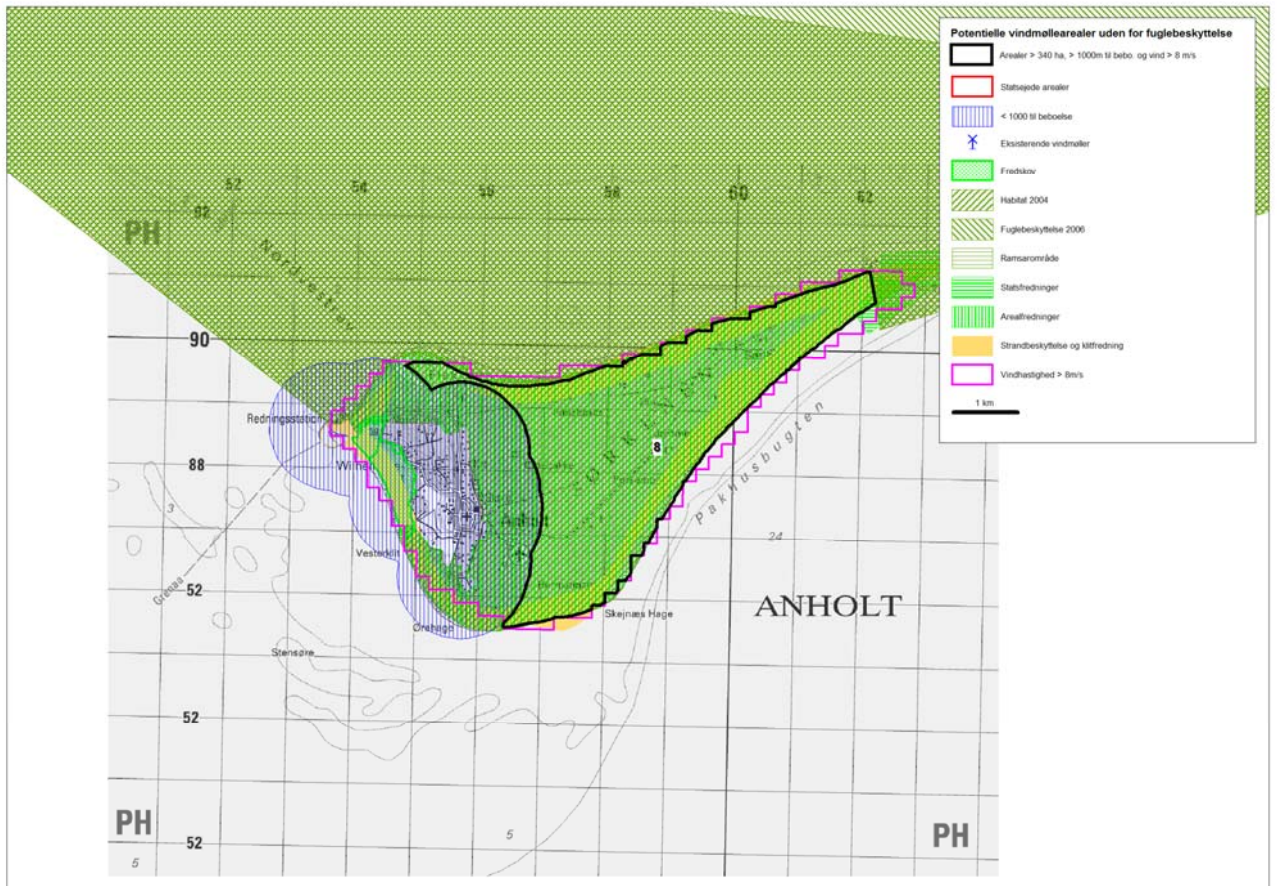 Potentielle vindmøllearealer uden for fuglebeskyttelse
Arealer > 340 ha, > 1000m til bebo. og vind > 8 m/s
Statsejede arealer
< 1000 til beboelse
Eksisterende vindmøller
Fredskov
Habitat 2004
Fuglebeskyttelse 2006
Ramsarområde
Statsfredninger
Arealfredninger
Strandbeskyttelse og klitfredning
Vindhastighed > 8m/s
1 km
52
54
58
60
62
62
PH
90
Redningsstation
88
8
Pakhusbugten
3
24
Vesterklit
Grenaa
52
ANHOLT
Skejnæs Hage
Ørehage
Stensøre
52
PH
5
52
5
PH